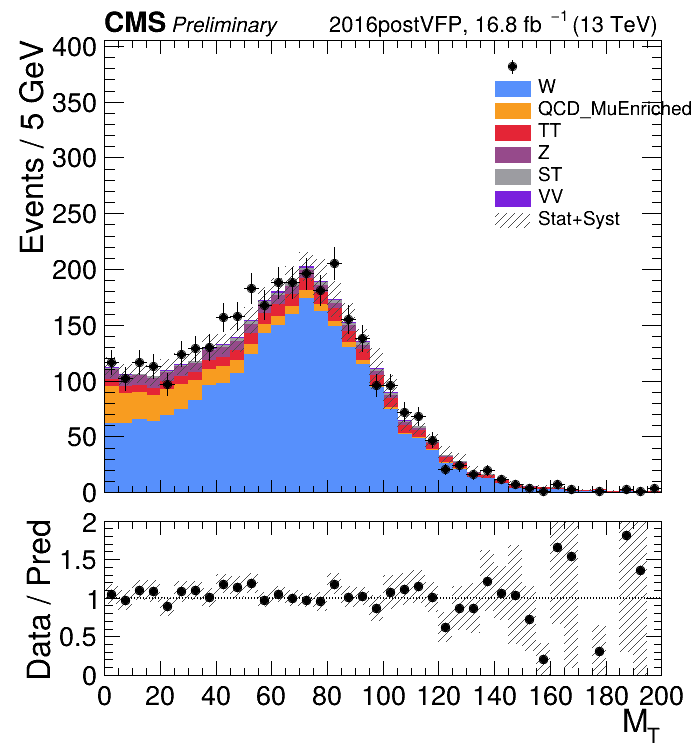 CMS Preliminary 2016postVFP, 16.8 fb⁻¹ (13 TeV)
Events / 5 GeV
400
350
300
250
200
150
100
50
0
W
QCD_MuEnriched
TT
Z
ST
VV
Stat+Syst
Data / Pred
2
1.5
1
0.5
0
0 20 40 60 80 100 120 140 160 180 200
M_T